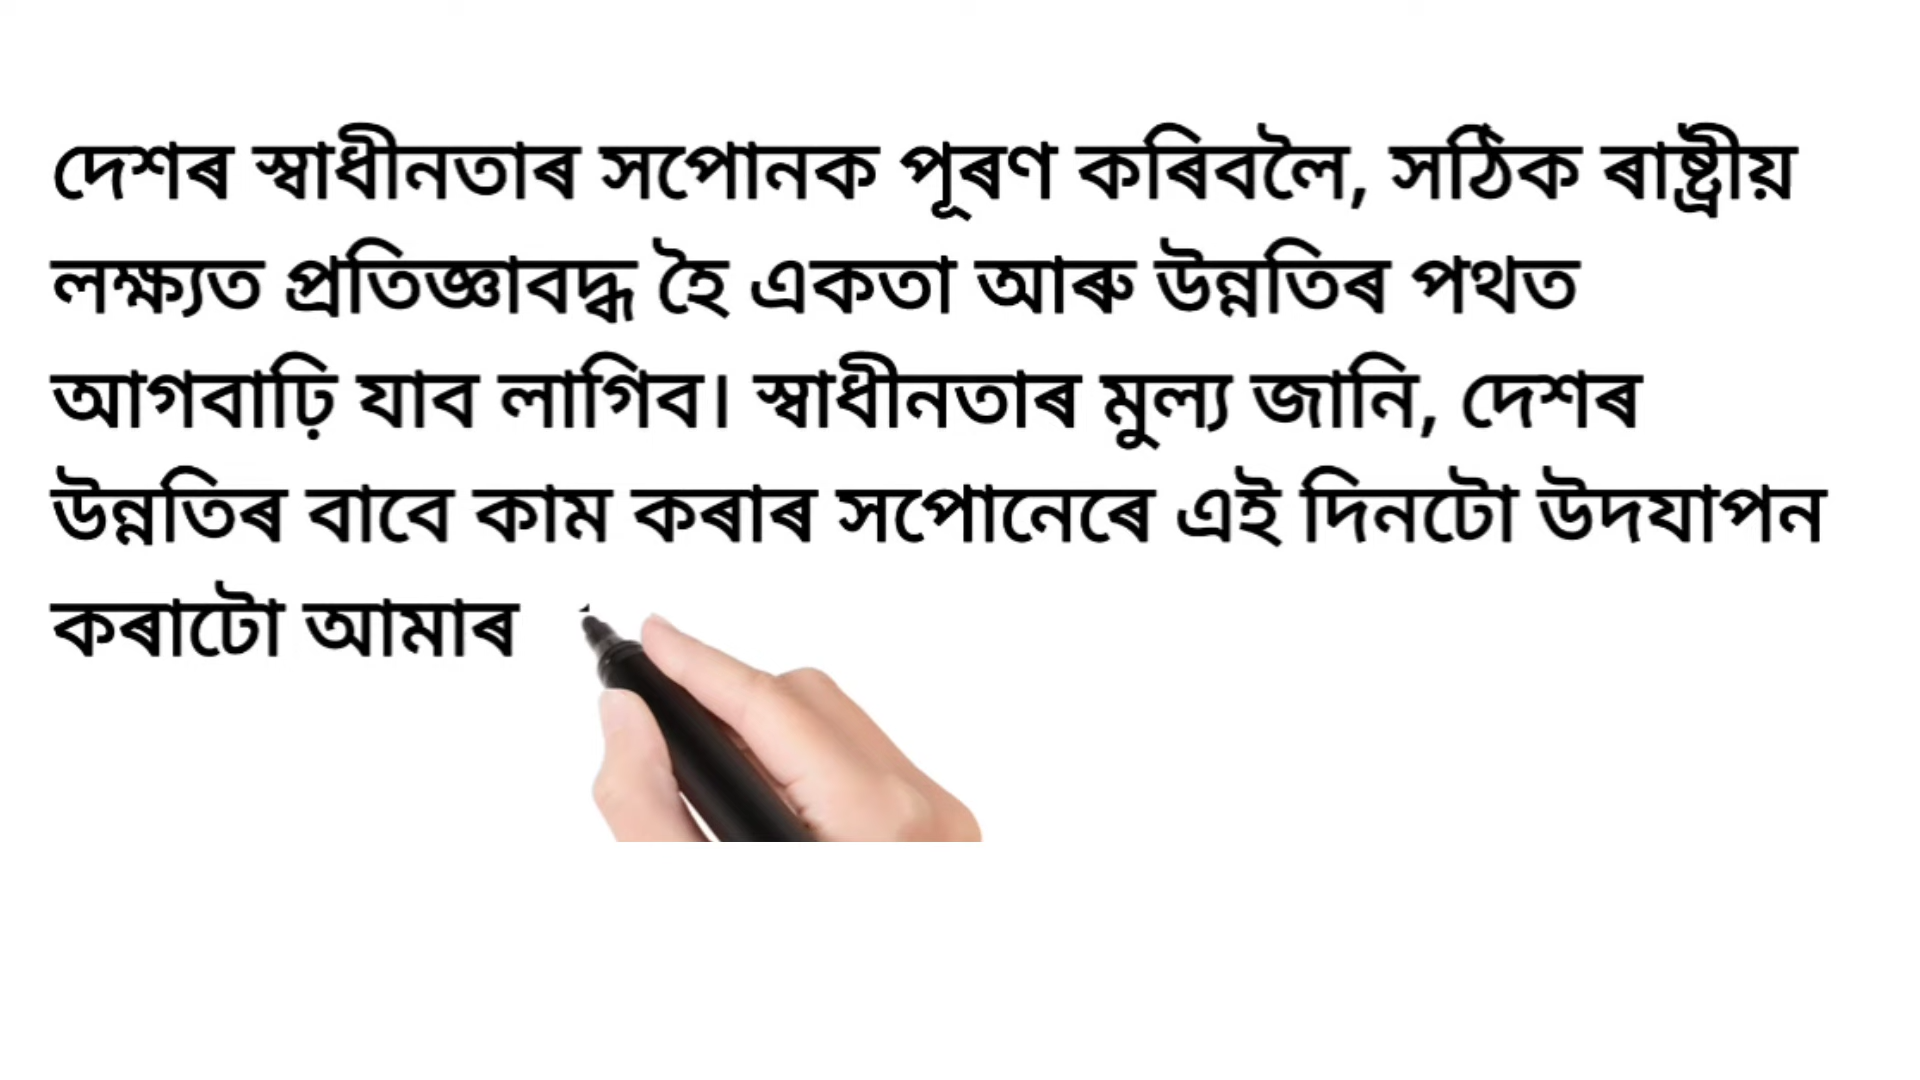 দেশৰ স্বাধীনতাৰ সপোনক পূৰণ কৰিবলৈ, সঠিক ৰাষ্ট্ৰীয়
লক্ষ্যত প্ৰতিজ্ঞাবদ্ধ হৈ একতা আৰু উন্নতিৰ পথত
আগবাঢ়ি যাব লাগিব। স্বাধীনতাৰ মুল্য জানি, দেশৰ
উন্নতিৰ বাবে কাম কৰাৰ সপোনেৰে এই দিনটো উদযাপন
কৰাটো আমাৰ